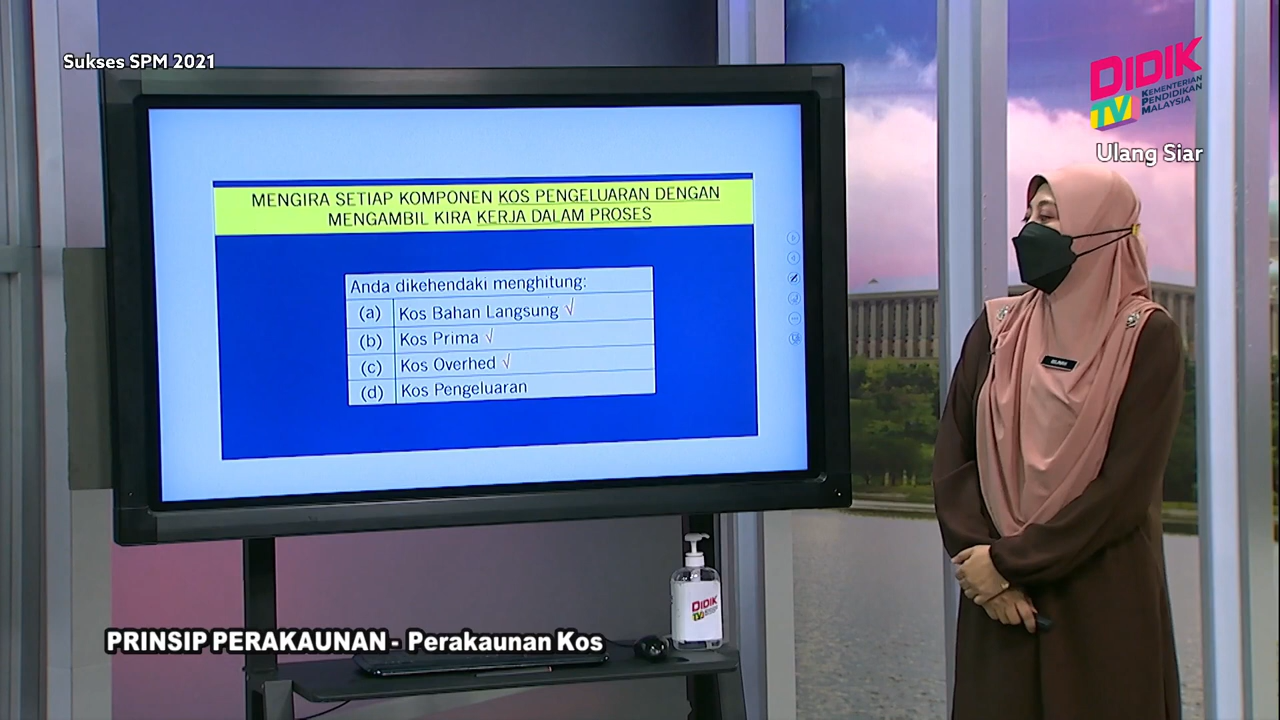 Sukses SPM 2021
DIDIK
TV
KEMENTERIAN
PENDIDIKAN
MALAYSIA
Ulang Siar
MENGIRA SETIAP KOMPONEN KOS PENGELUARAN DENGAN
MENGAMBIL KIRA KERJA DALAM PROSES
Anda dikehendaki menghitung:
(a) Kos Bahan Langsung √
(b) Kos Prima √
(c) Kos Overhed √
(d) Kos Pengeluaran
DIDIK
TV
PRINSIP PERAKAUNAN - Perakaunan Kos